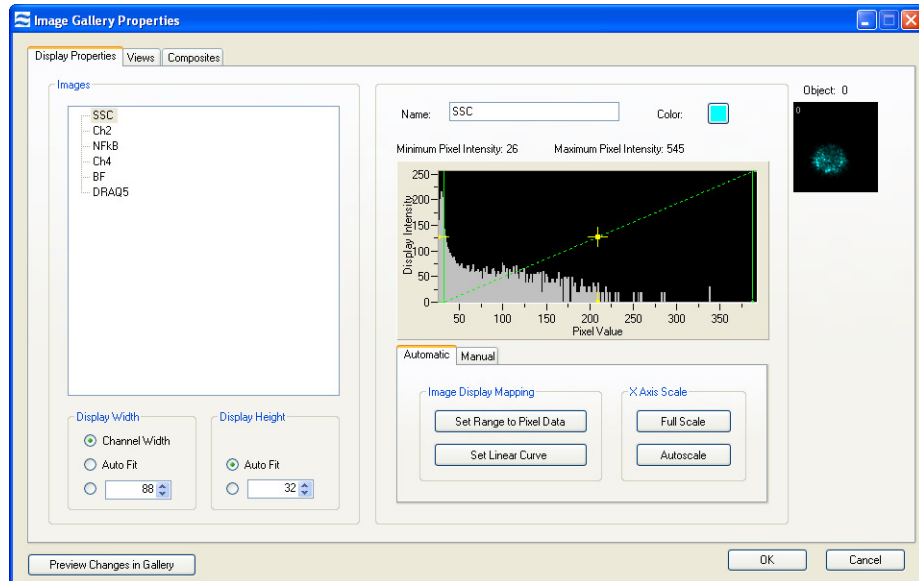 Image Gallery Properties
Display Properties Views Composites
Images
SSC
Ch2
NFkB
Ch4
BF
DRAQ5
Name: SSC Color:
Minimum Pixel Intensity: 26 Maximum Pixel Intensity: 545
250
200
150
100
50
0
Display Intensity
50 100 150 200 250 300 350
Pixel Value
Automatic Manual
Image Display Mapping
Set Range to Pixel Data
Set Linear Curve
X Axis Scale
Full Scale
Autoscale
Display Width
Channel Width
Auto Fit
88
Display Height
Auto Fit
32
Object: 0
0
Preview Changes in Gallery
OK Cancel